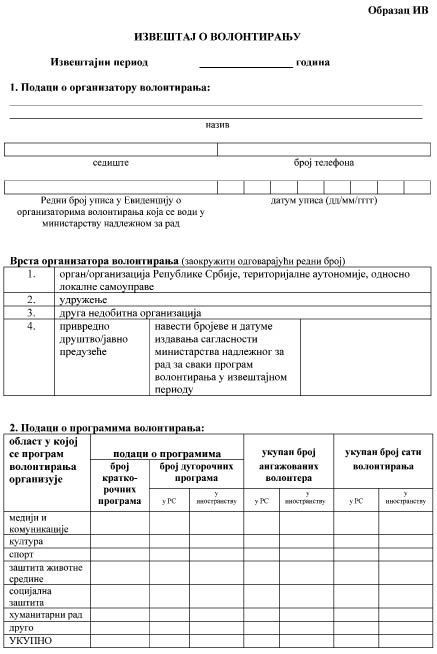 Образац ИВ
ИЗВЕШТАЈ О ВОЛОНТИРАЊУ
Извештајни период ________________ година
1. Подаци о организатору волонтирања:
назив
седиште број телефона
Редни број уписа у Евиденцију о датум уписа (дд/мм/гггг)
организаторима волонтирања која се води у
министарству надлежном за рад
Врста организатора волонтирања (заокружити одговарајући редни број)
1. орган/организација Републике Србије, територијалне аутономије, односно
локалне самоуправе
2. удружење
3. друга недобитна организација
4. привредно
друштво/јавно
предузеће
навести бројеве и датуме
издавања сагласности
министарства надлежног за
рад за сваки програм
волонтирања у извештајном
периоду
2. Подаци о програмима волонтирања:
област у којој
се програм
волонтирања
организује
подаци о програмима
број
кратко-
рочних
програма
број дугорочних
програма
у РС
у
иностранству
укупан број
ангажованих
волонтера
у РС
у
иностранству
укупан број сати
волонтирања
у РС
у
иностранству
медији и
комуникације
култура
спорт
заштита животне
средине
социјална
заштита
хуманитарни рад
друго
УКУПНО